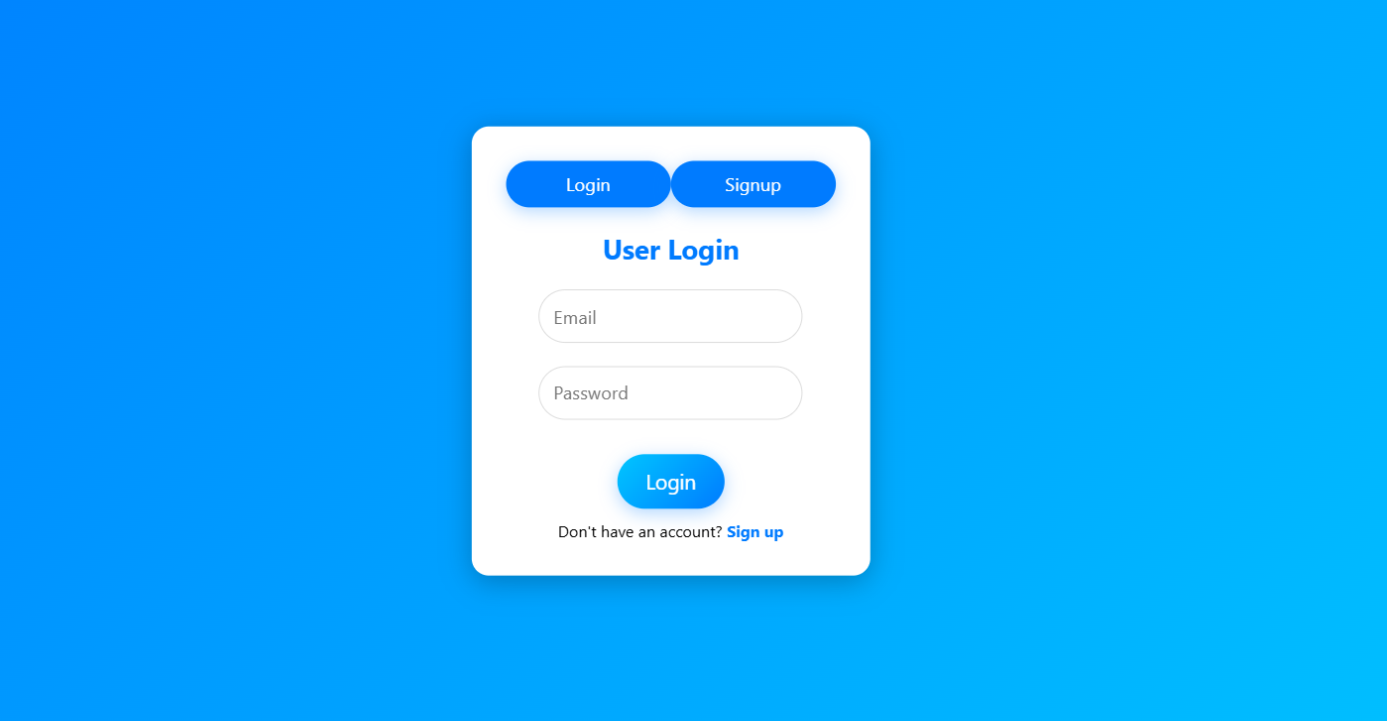 Login Signup
User Login
Email
Password
Login
Don't have an account? Sign up